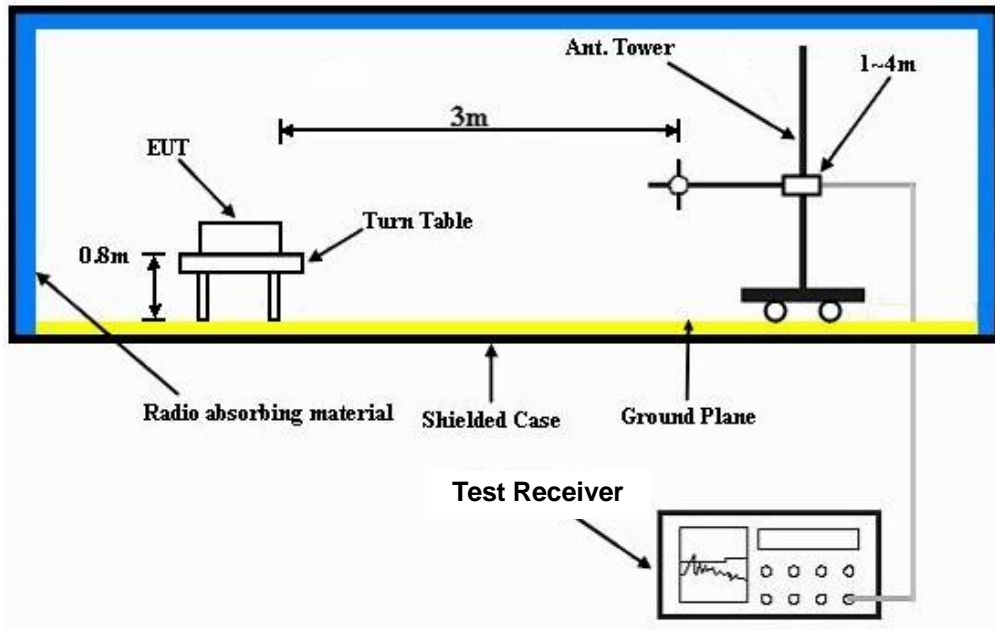 Ant. Tower
1~4m
3m
EUT
Turn Table
0.8m
Radio absorbing material
Shielded Case
Ground Plane
Test Receiver